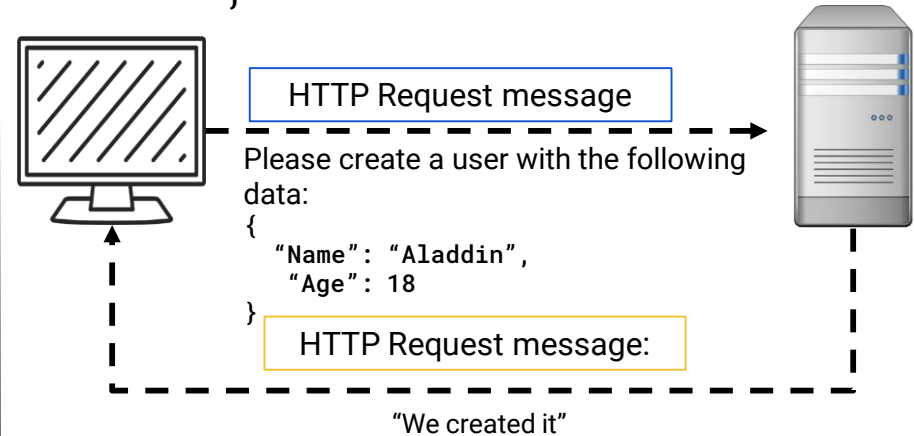 HTTP Request message
Please create a user with the following
data:
{
“Name”: “Aladdin”,
“Age”: 18
}
HTTP Request message:
“We created it”